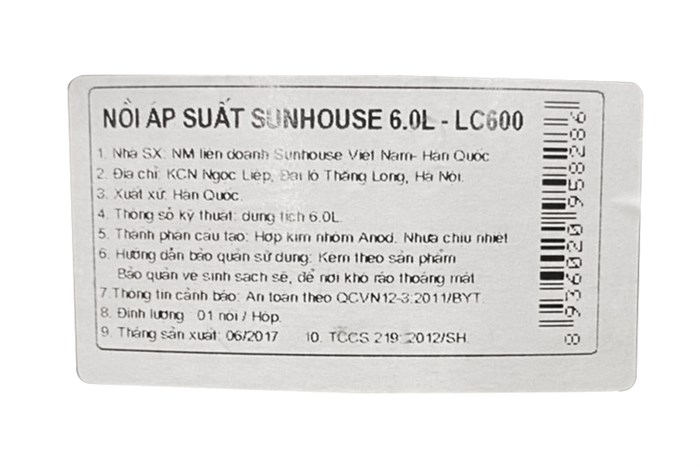 NỒI ÁP SUẤT SUNHOUSE 6.0L - LC600
1. Nhà SX: NM liên doanh Sunhouse Việt Nam- Hàn Quốc
2. Địa chỉ: KCN Ngọc Liệp, Đại lộ Thăng Long, Hà Nội.
3. Xuất xứ: Hàn Quốc.
4. Thông số kỹ thuật: dung tích 6.0L.
5. Thành phần cấu tạo: Hợp kim nhôm Anod. Nhựa chịu nhiệt
6. Hướng dẫn bảo quản sử dụng: Kèm theo sản phẩm
Bảo quản vệ sinh sạch sẽ, để nơi khô ráo thoáng mát
7.Thông tin cảnh báo: An toàn theo QCVN12-3:2011/BYT.
8. Định lượng 01 nồi / Hộp.
9. Tháng sản xuất: 06/2017 10. TCCS 219: 2012/SH
8936020958286